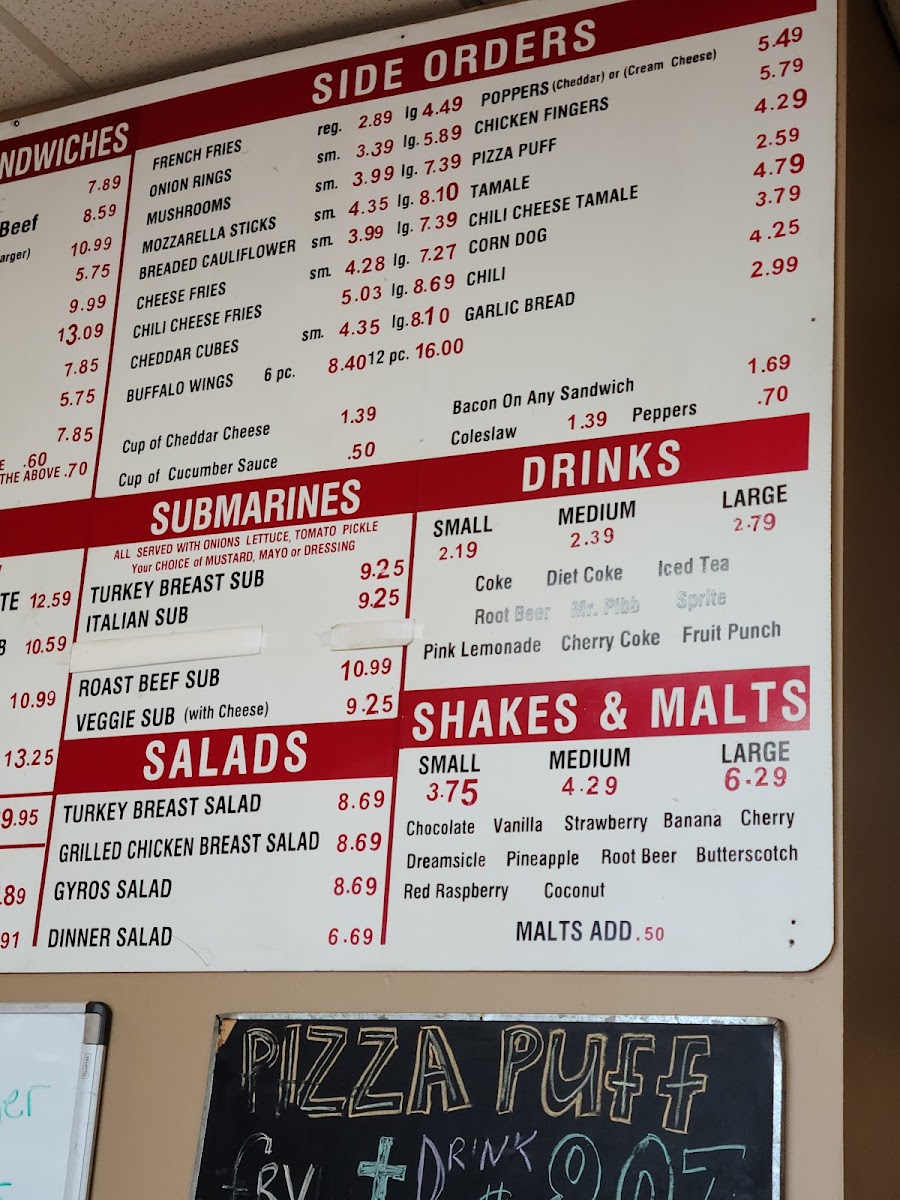 NDWICHES
7.89
Beef 8.59
arger) 10.99
5.75
9.99
13.09
7.85
5.75
7.85
E .60
THE ABOVE .70
SIDE ORDERS
FRENCH FRIES reg. 2.89 lg 4.49
ONION RINGS sm. 3.39 lg. 5.89
MUSHROOMS sm. 3.99 lg. 7.39
MOZZARELLA STICKS sm. 4.35 lg. 8.10
BREADED CAULIFLOWER sm. 3.99 lg. 7.39
CHEESE FRIES sm. 4.28 lg. 7.27
CHILI CHEESE FRIES 5.03 lg. 8.69
CHEDDAR CUBES sm. 4.35 lg. 8.10
BUFFALO WINGS 6 pc. 8.40 12 pc. 16.00
Cup of Cheddar Cheese 1.39
Cup of Cucumber Sauce .50
POPPERS (Cheddar) or (Cream Cheese) 5.49
CHICKEN FINGERS 5.79
PIZZA PUFF 4.29
TAMALE 2.59
CHILI CHEESE TAMALE 4.79
CORN DOG 3.79
CHILI 4.25
GARLIC BREAD 2.99
Bacon On Any Sandwich 1.69
Coleslaw 1.39 Peppers .70
TE 12.59
B 10.59
10.99
13.25
9.95
.89
91
SUBMARINES
ALL SERVED WITH ONIONS LETTUCE, TOMATO PICKLE
Your CHOICE of MUSTARD, MAYO or DRESSING
TURKEY BREAST SUB 9.25
ITALIAN SUB 9.25
ROAST BEEF SUB 10.99
VEGGIE SUB (with Cheese) 9.25
SALADS
TURKEY BREAST SALAD 8.69
GRILLED CHICKEN BREAST SALAD 8.69
GYROS SALAD 8.69
DINNER SALAD 6.69
DRINKS
SMALL MEDIUM LARGE
2.19 2.39 2.79
Coke Diet Coke Iced Tea
Root Beer Mr. Pibb Sprite
Pink Lemonade Cherry Coke Fruit Punch
SHAKES & MALTS
SMALL MEDIUM LARGE
3.75 4.29 6.29
Chocolate Vanilla Strawberry Banana Cherry
Dreamsicle Pineapple Root Beer Butterscotch
Red Raspberry Coconut
MALTS ADD .50
PIZZA PUFF
FRY + DRINK